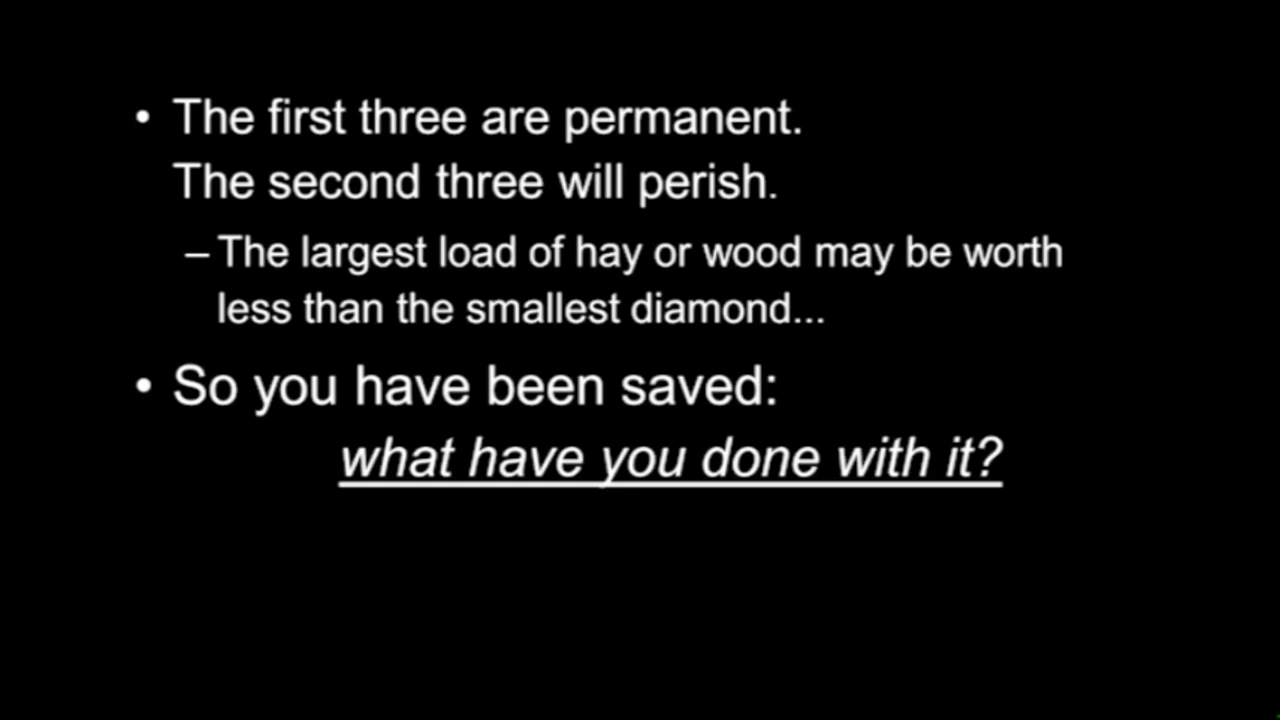 • The first three are permanent.
The second three will perish.
– The largest load of hay or wood may be worth
less than the smallest diamond...
• So you have been saved:
what have you done with it?